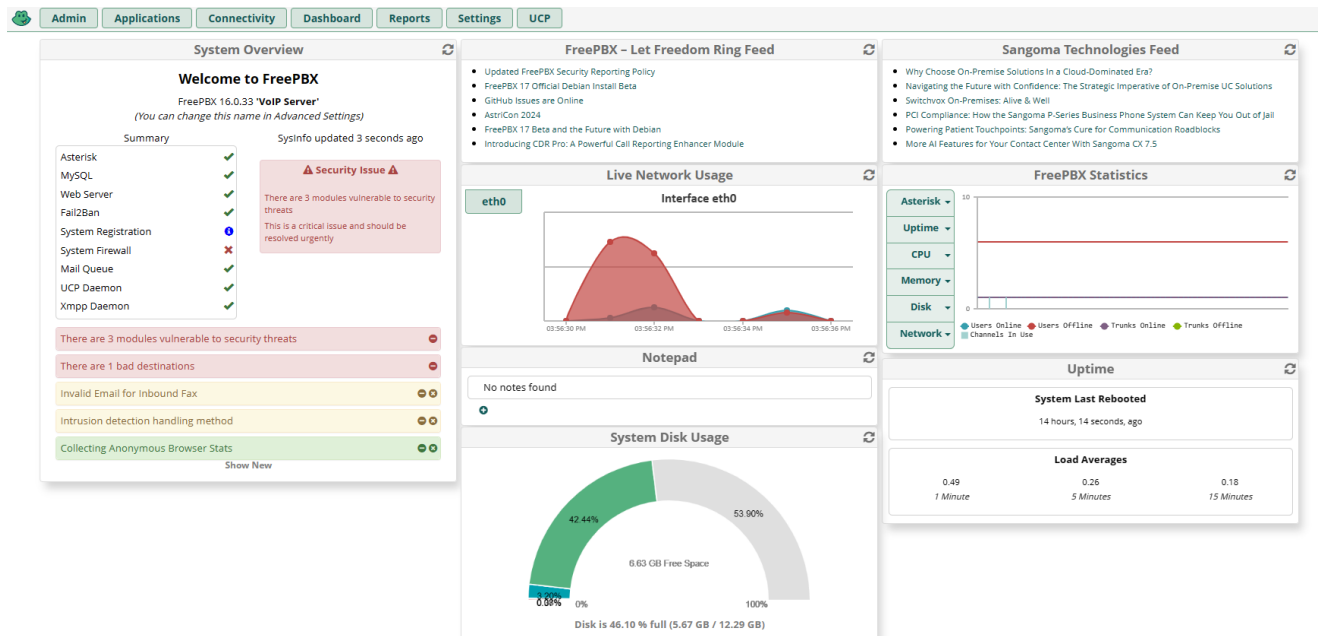 Admin
Applications
Connectivity
Dashboard
Reports
Settings
UCP
System Overview
Welcome to FreePBX
FreePBX 16.0.33 'VoIP Server'
(You can change this name in Advanced Settings)
Summary
SysInfo updated 3 seconds ago
Asterisk
MySQL
Web Server
Fail2Ban
System Registration
System Firewall
Mail Queue
UCP Daemon
Xmpp Daemon
Security Issue
There are 3 modules vulnerable to security
threats
This is a critical issue and should be
resolved urgently
There are 3 modules vulnerable to security threats
There are 1 bad destinations
Invalid Email for Inbound Fax
Intrusion detection handling method
Collecting Anonymous Browser Stats
Show New
FreePBX – Let Freedom Ring Feed
Updated FreePBX Security Reporting Policy
FreePBX 17 Official Debian Install Beta
GitHub Issues are Online
AstriCon 2024
FreePBX 17 Beta and the Future with Debian
Introducing CDR Pro: A Powerful Call Reporting Enhancer Module
Live Network Usage
eth0
Interface eth0
03:56:30 PM
03:56:32 PM
03:56:34 PM
03:56:36 PM
Notepad
No notes found
System Disk Usage
42.44%
53.90%
6.63 GB Free Space
0%
100%
Disk is 46.10 % full (5.67 GB / 12.29 GB)
Sangoma Technologies Feed
Why Choose On-Premise Solutions In a Cloud-Dominated Era?
Navigating the Future with Confidence: The Strategic Imperative of On-Premise UC Solutions
Switchvox On-Premises: Alive & Well
PCI Compliance: How the Sangoma P-Series Business Phone System Can Keep You Out of Jail
Powering Patient Touchpoints: Sangoma's Cure for Communication Roadblocks
More AI Features for Your Contact Center With Sangoma CX 7.5
FreePBX Statistics
Asterisk
Uptime
CPU
Memory
Disk
Network
10
0
Users Online
Users Offline
Trunks Online
Trunks Offline
Channels In Use
Uptime
System Last Rebooted
14 hours, 14 seconds, ago
Load Averages
0.49
0.26
0.18
1 Minute
5 Minutes
15 Minutes